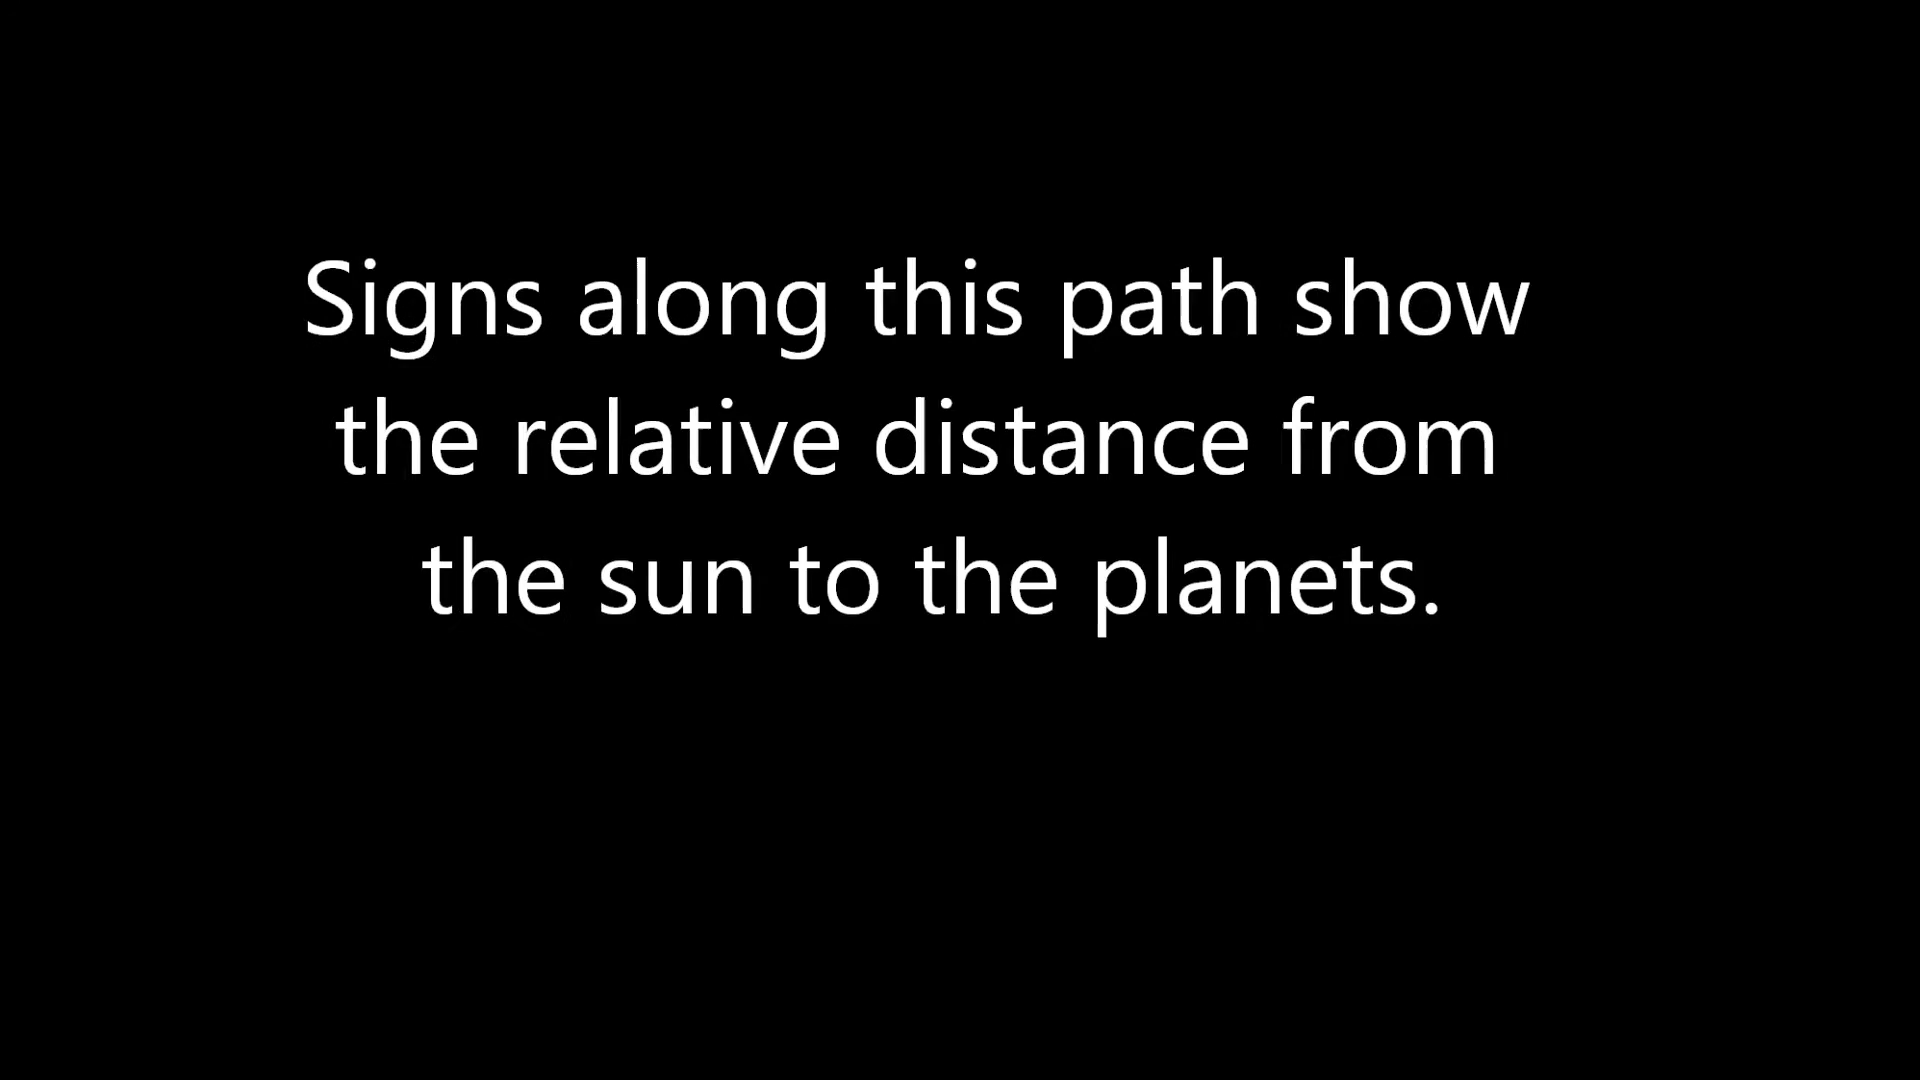 Signs along this path show
the relative distance from
the sun to the planets.